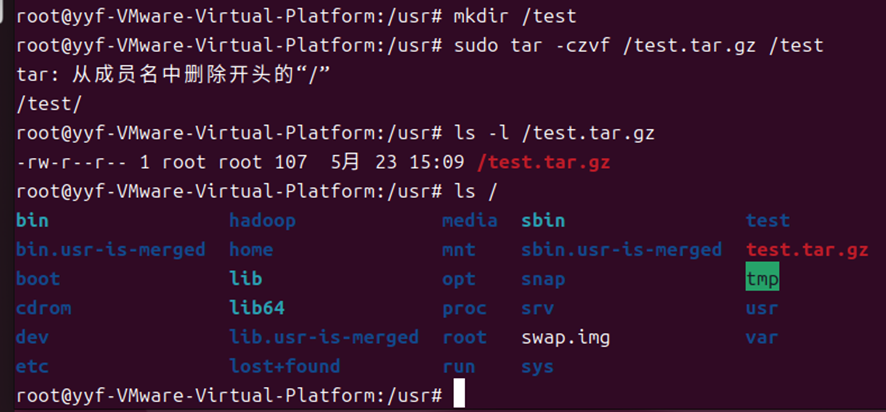 root@yyf-VMware-Virtual-Platform:/usr# mkdir /test
root@yyf-VMware-Virtual-Platform:/usr# sudo tar -czvf /test.tar.gz /test
tar: 从成员名中删除开头的“/”
/test/
root@yyf-VMware-Virtual-Platform:/usr# ls -l /test.tar.gz
-rw-r--r-- 1 root root 107  5月 23 15:09 /test.tar.gz
root@yyf-VMware-Virtual-Platform:/usr# ls /
bin hadoop media sbin test
bin.usr-is-merged home mnt sbin.usr-is-merged test.tar.gz
boot lib opt snap tmp
cdrom lib64 proc srv usr
dev lib.usr-is-merged root swap.img var
etc lost+found run sys
root@yyf-VMware-Virtual-Platform:/usr#